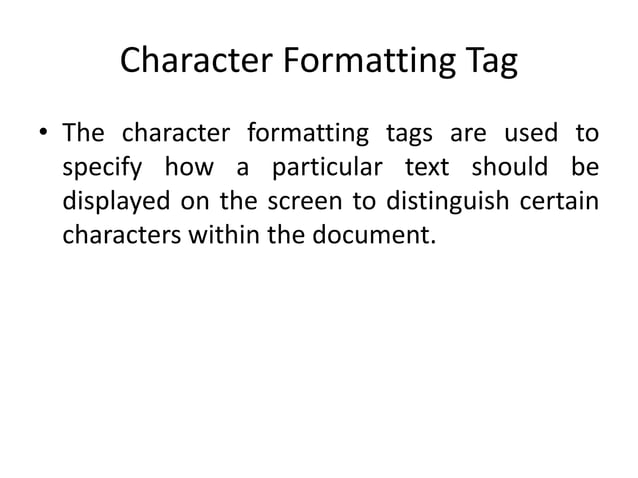 Character Formatting Tag
• The character formatting tags are used to
specify how a particular text should be
displayed on the screen to distinguish certain
characters within the document.